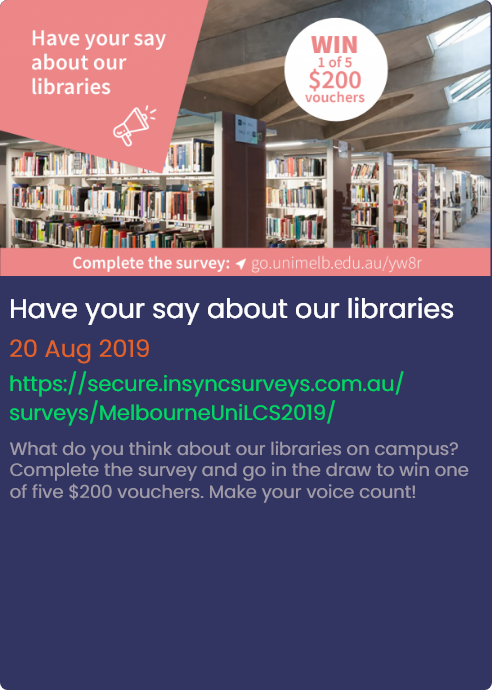 Have your say
about our
libraries
WIN
1 of 5
$200
vouchers
Complete the survey: go.unimelb.edu.au/yw8r
Have your say about our libraries
20 Aug 2019
https://secure.insyncsurveys.com.au/
surveys/MelbourneUniLCS2019/
What do you think about our libraries on campus?
Complete the survey and go in the draw to win one
of five $200 vouchers. Make your voice count!